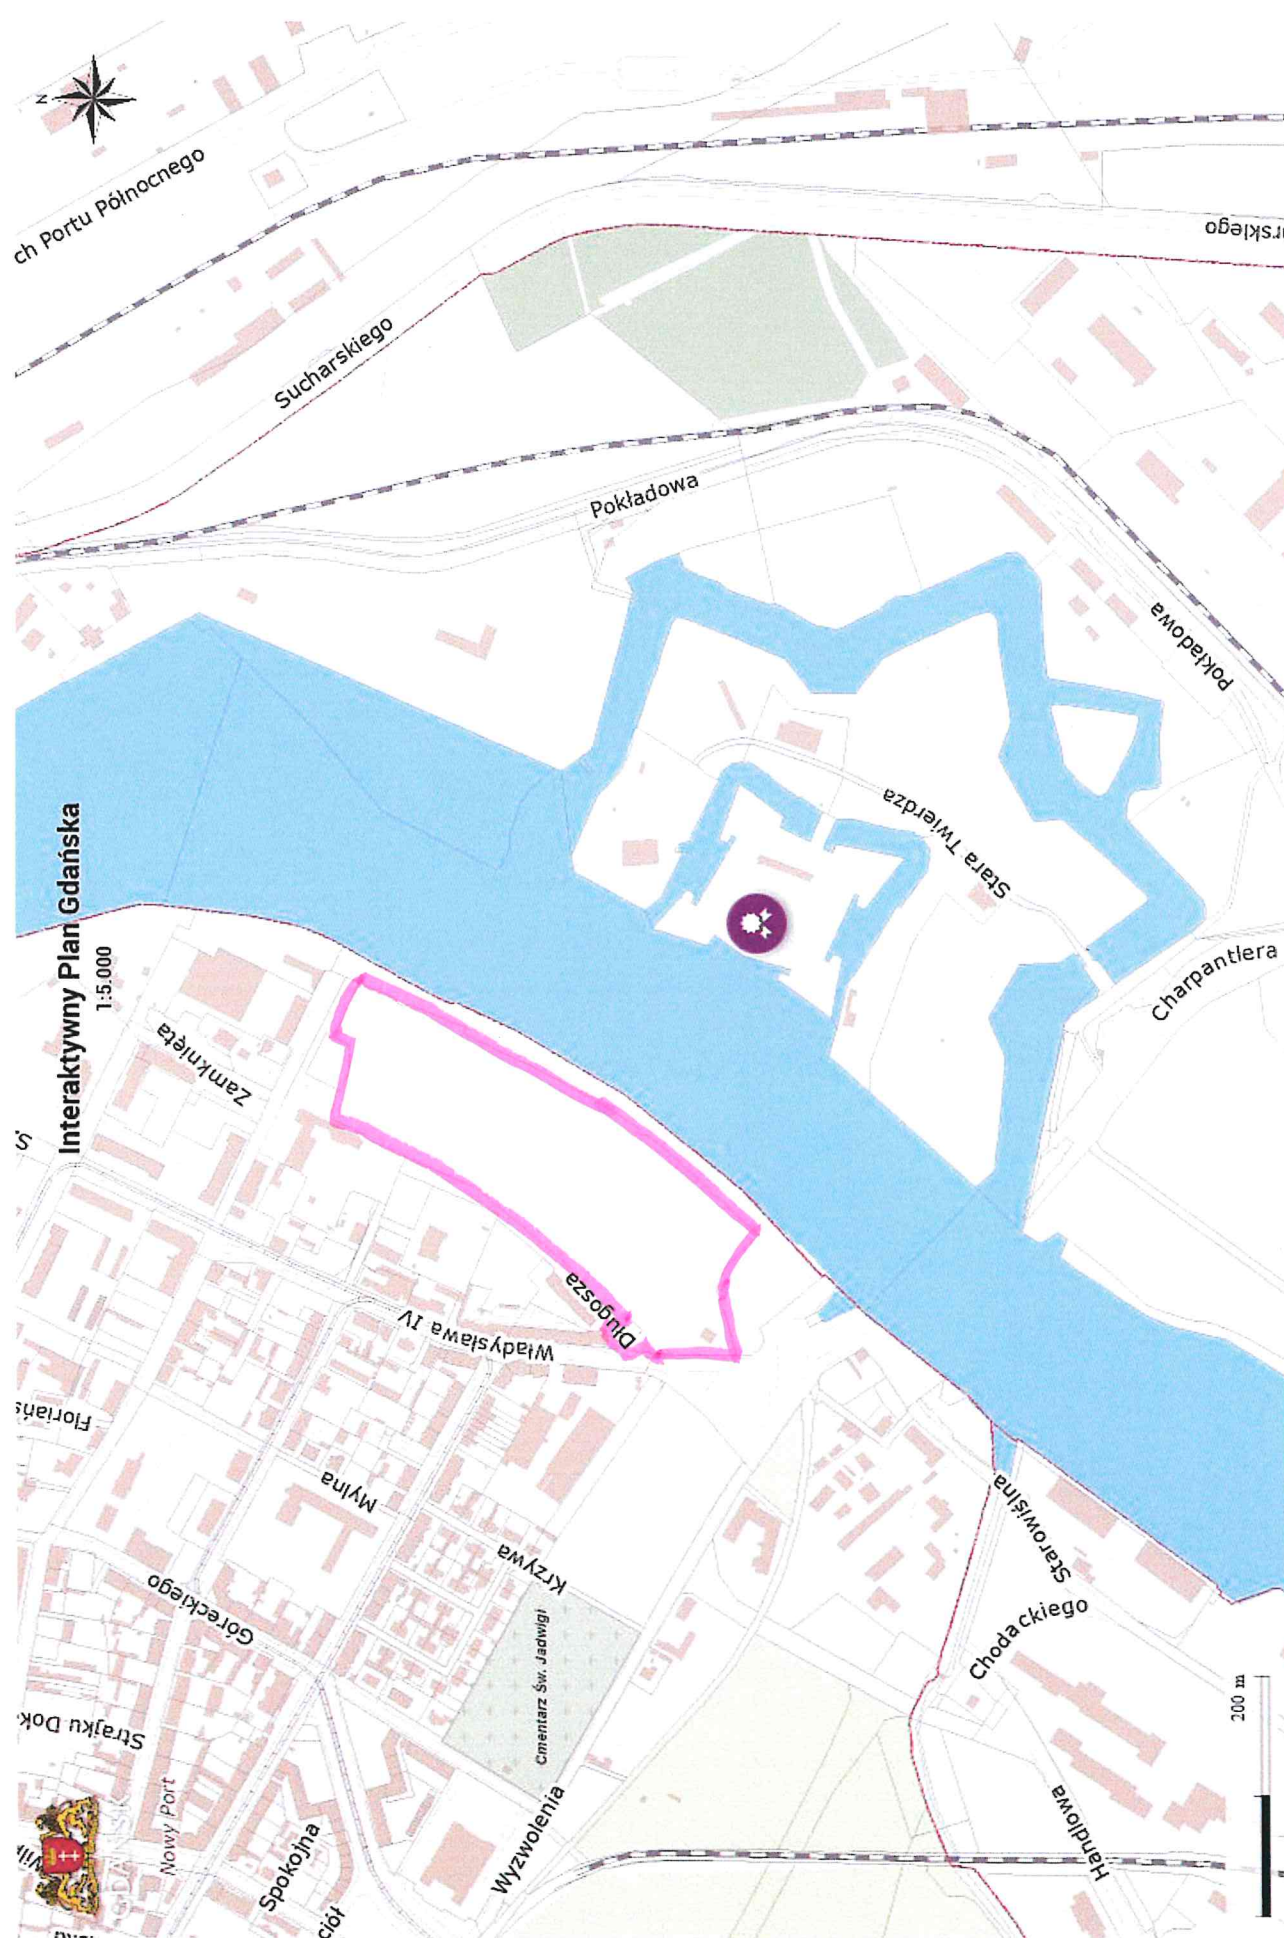 N
ch Portu Północnego
Sucharskiego
rskiego
Pokładowa
Pokładowa
Interaktywny Plan Gdańska
1:5.000
Stara Twierdza
Charpantiera
Zamknięta
S.
Długosza
Władysława IV
Floriańs
Mylna
Krzywa
Góreckiego
Starowiślna
Chodackiego
Cmentarz Św. Jadwigi
Strajku Dok
Nowy Port
Spokojna
Wyzwolenia
Handlowa
200 m
ciół